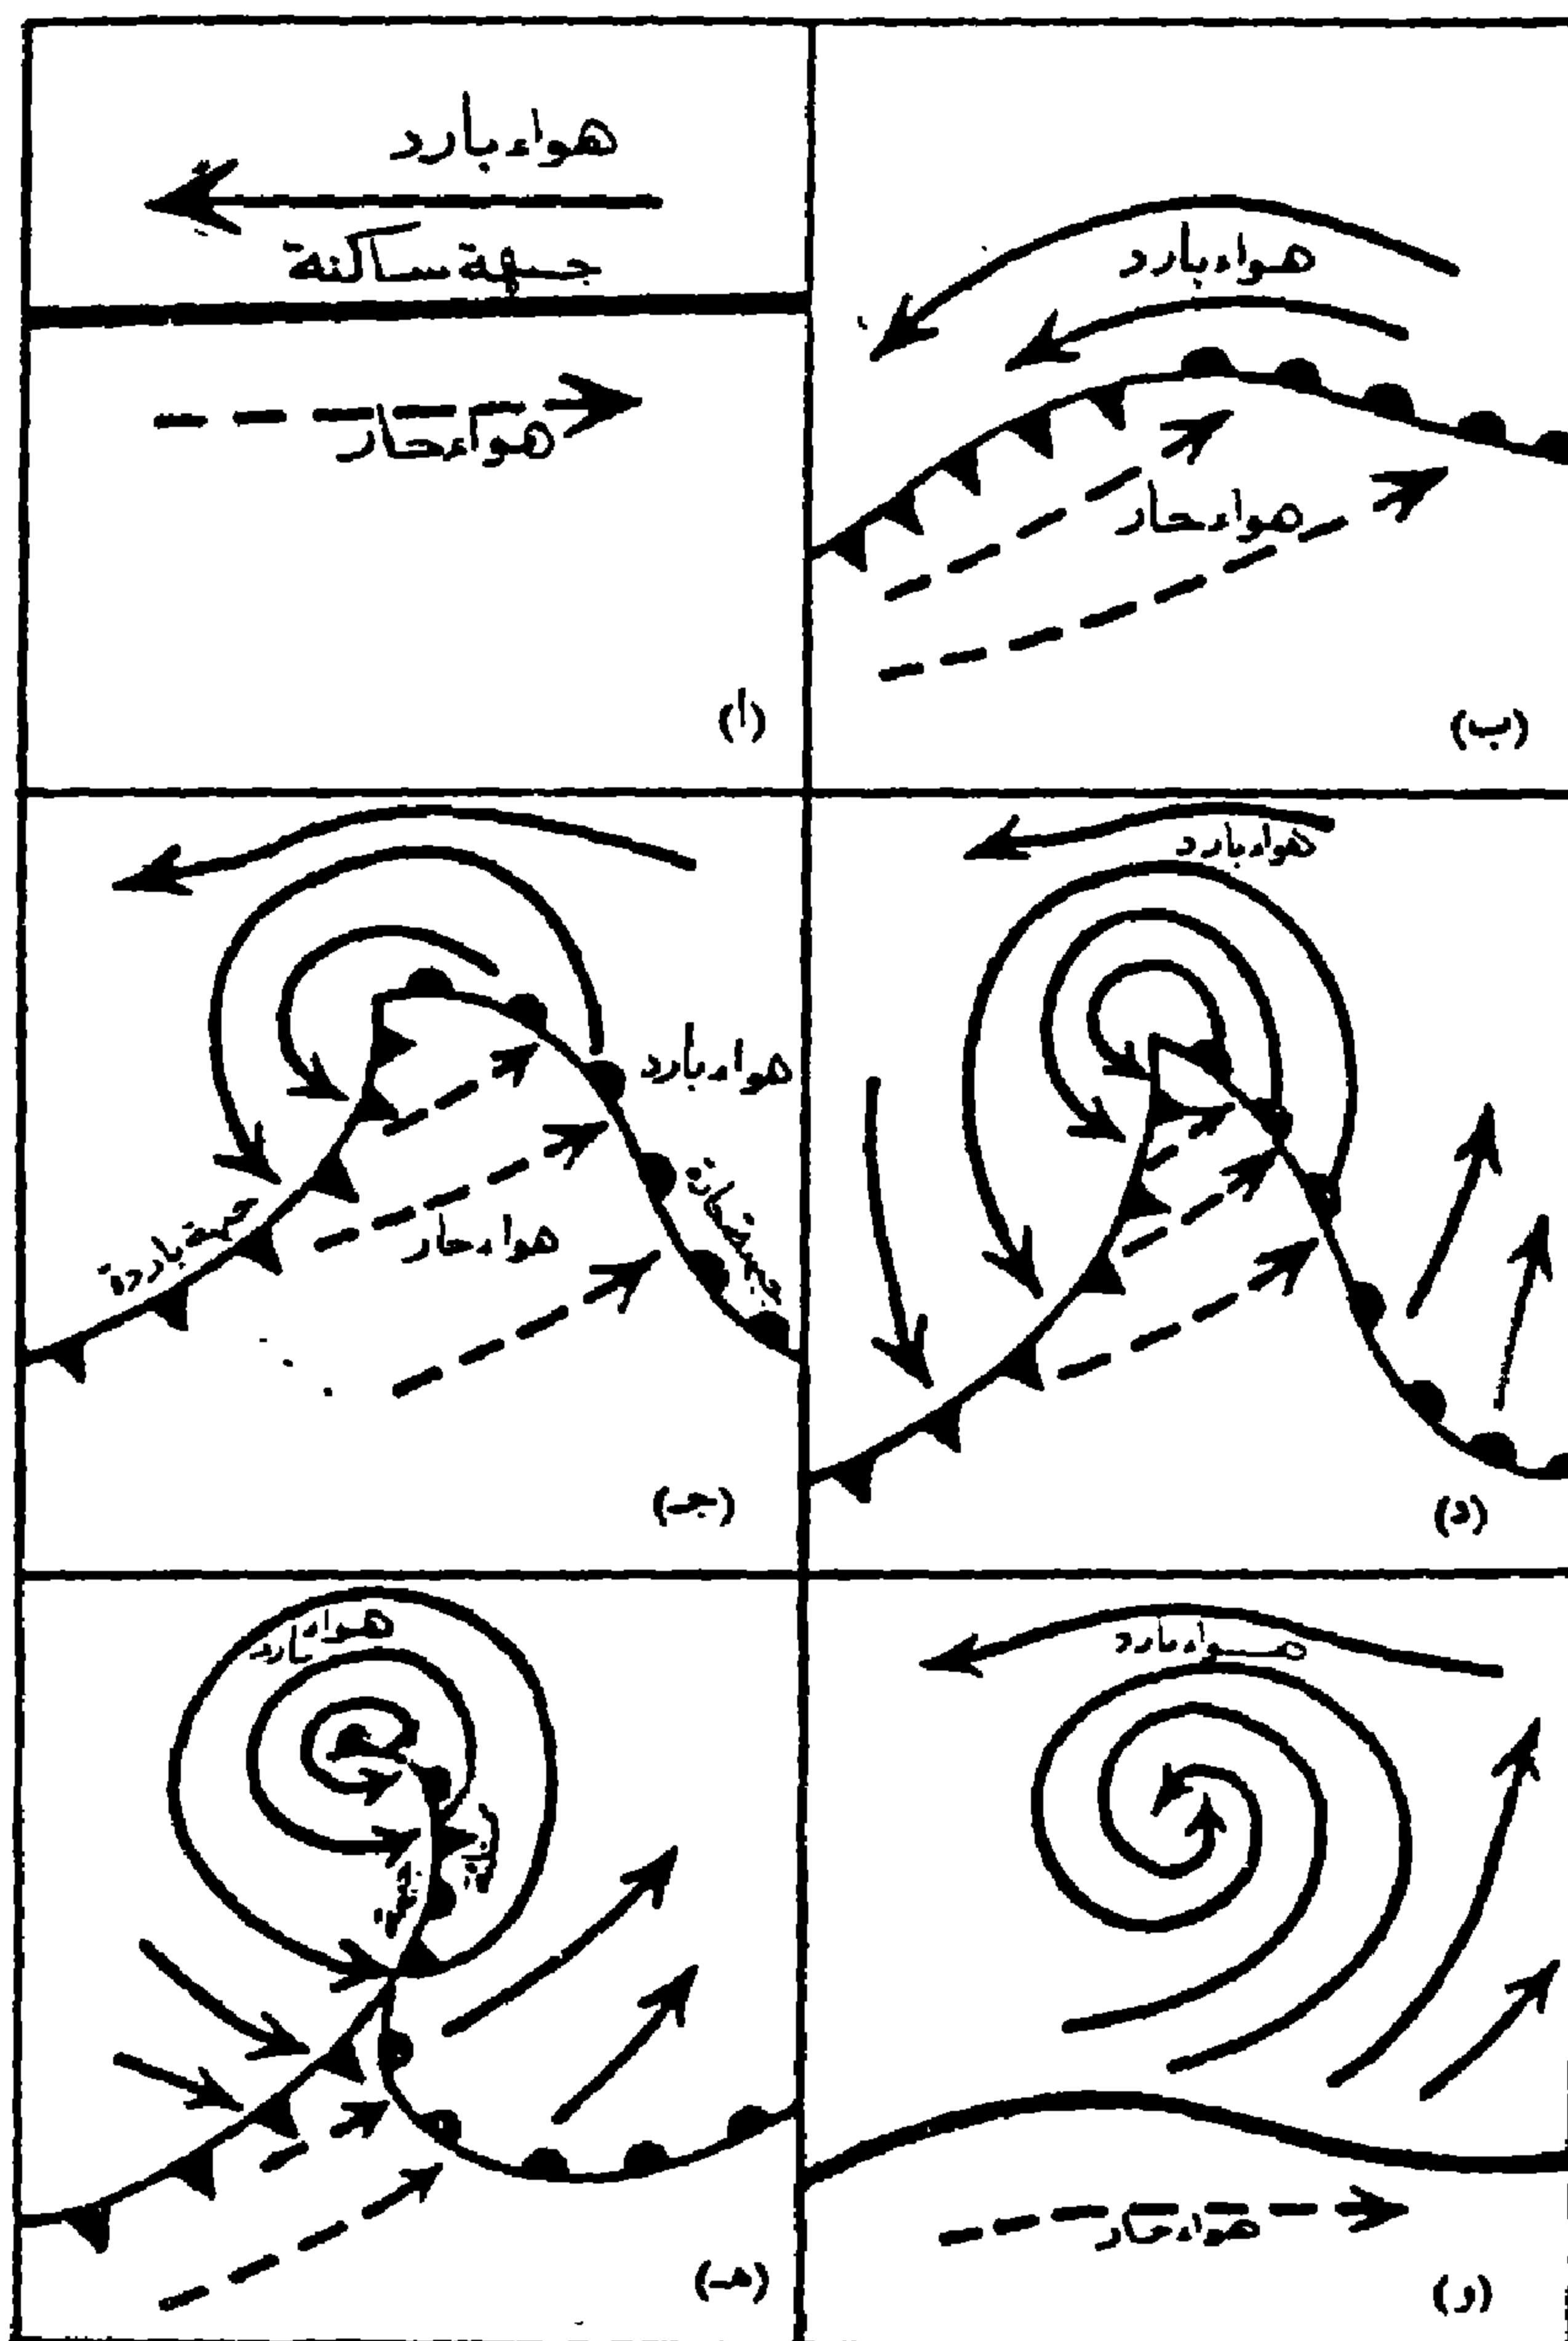 هواء بارد
جبهة ساكنة
هواء حار
(أ)
هواء بارد
هواء حار
(ب)
هواء بارد
جبهة باردة
هواء حار
(جـ)
هواء بارد
(د)
هواء بارد
(هـ)
هواء بارد
هواء حار
(و)